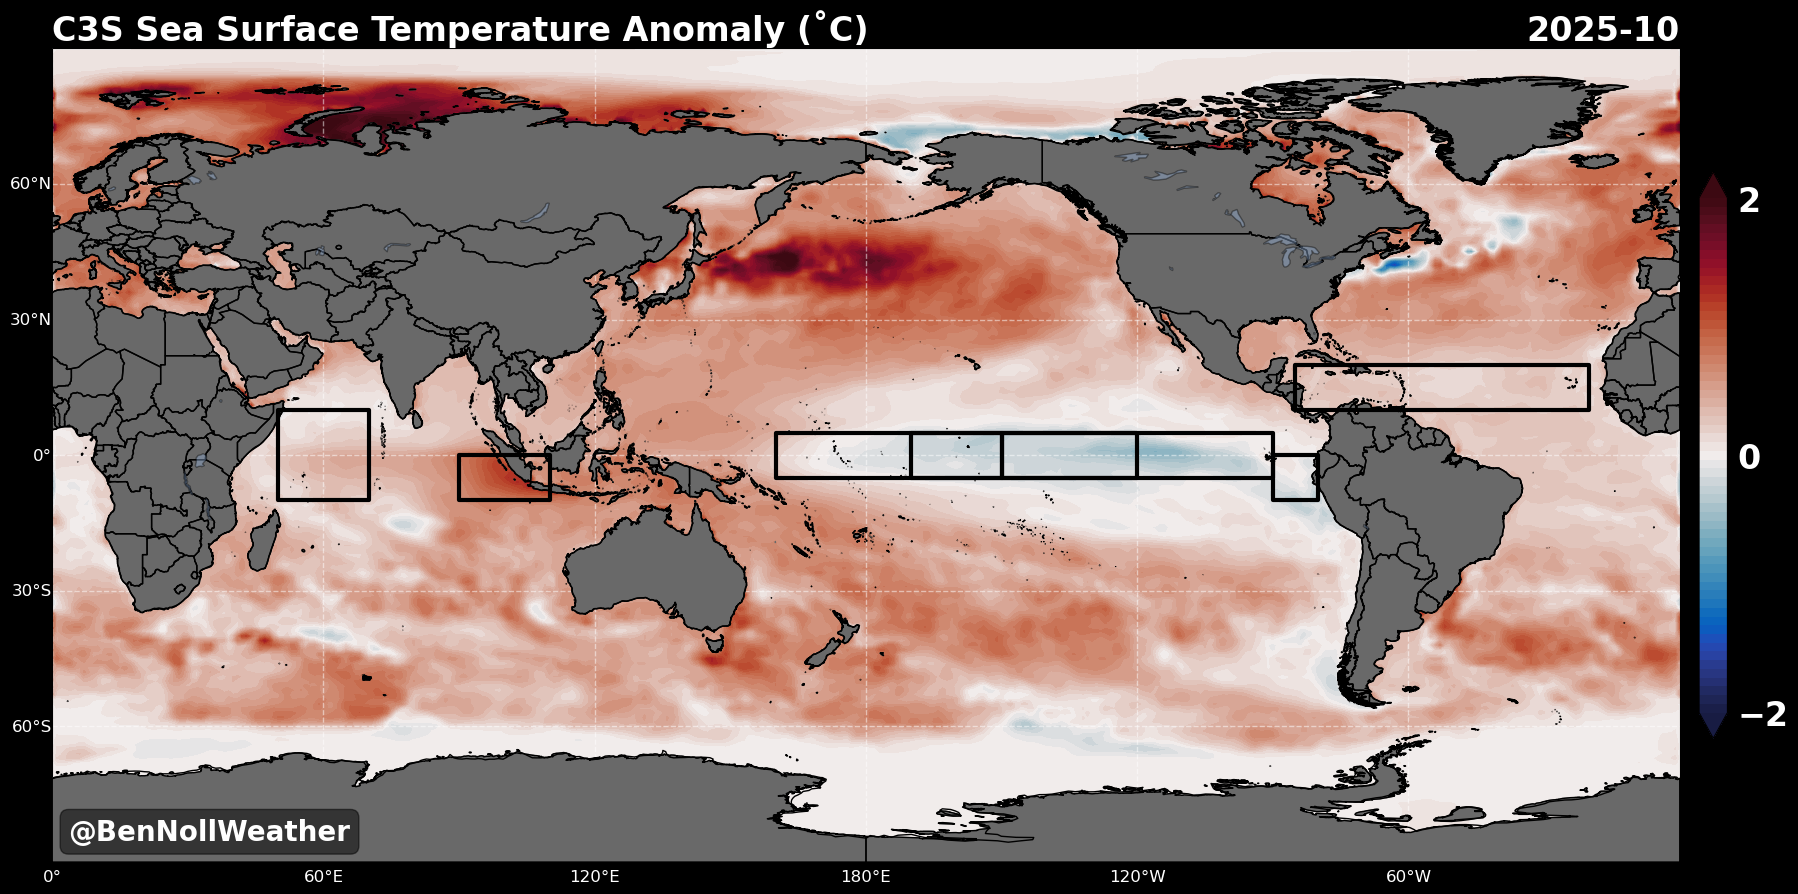 C3S Sea Surface Temperature Anomaly (˚C)
2025-10
60°N
30°N
0°
30°S
60°S
0°
60°E
120°E
180°E
120°W
60°W
2
0
−2
@BenNollWeather